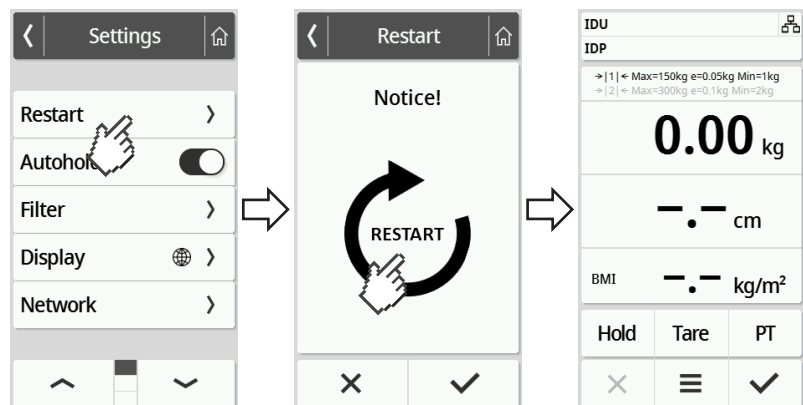 Settings
Restart
Autohol
Filter
Display
Network
Restart
Notice!
RESTART
IDU
IDP
→|1|← Max=150kg e=0.05kg Min=1kg
→|2|← Max=300kg e=0.1kg Min=2kg
0.00 kg
-.- cm
BMI -.- kg/m²
Hold Tare PT